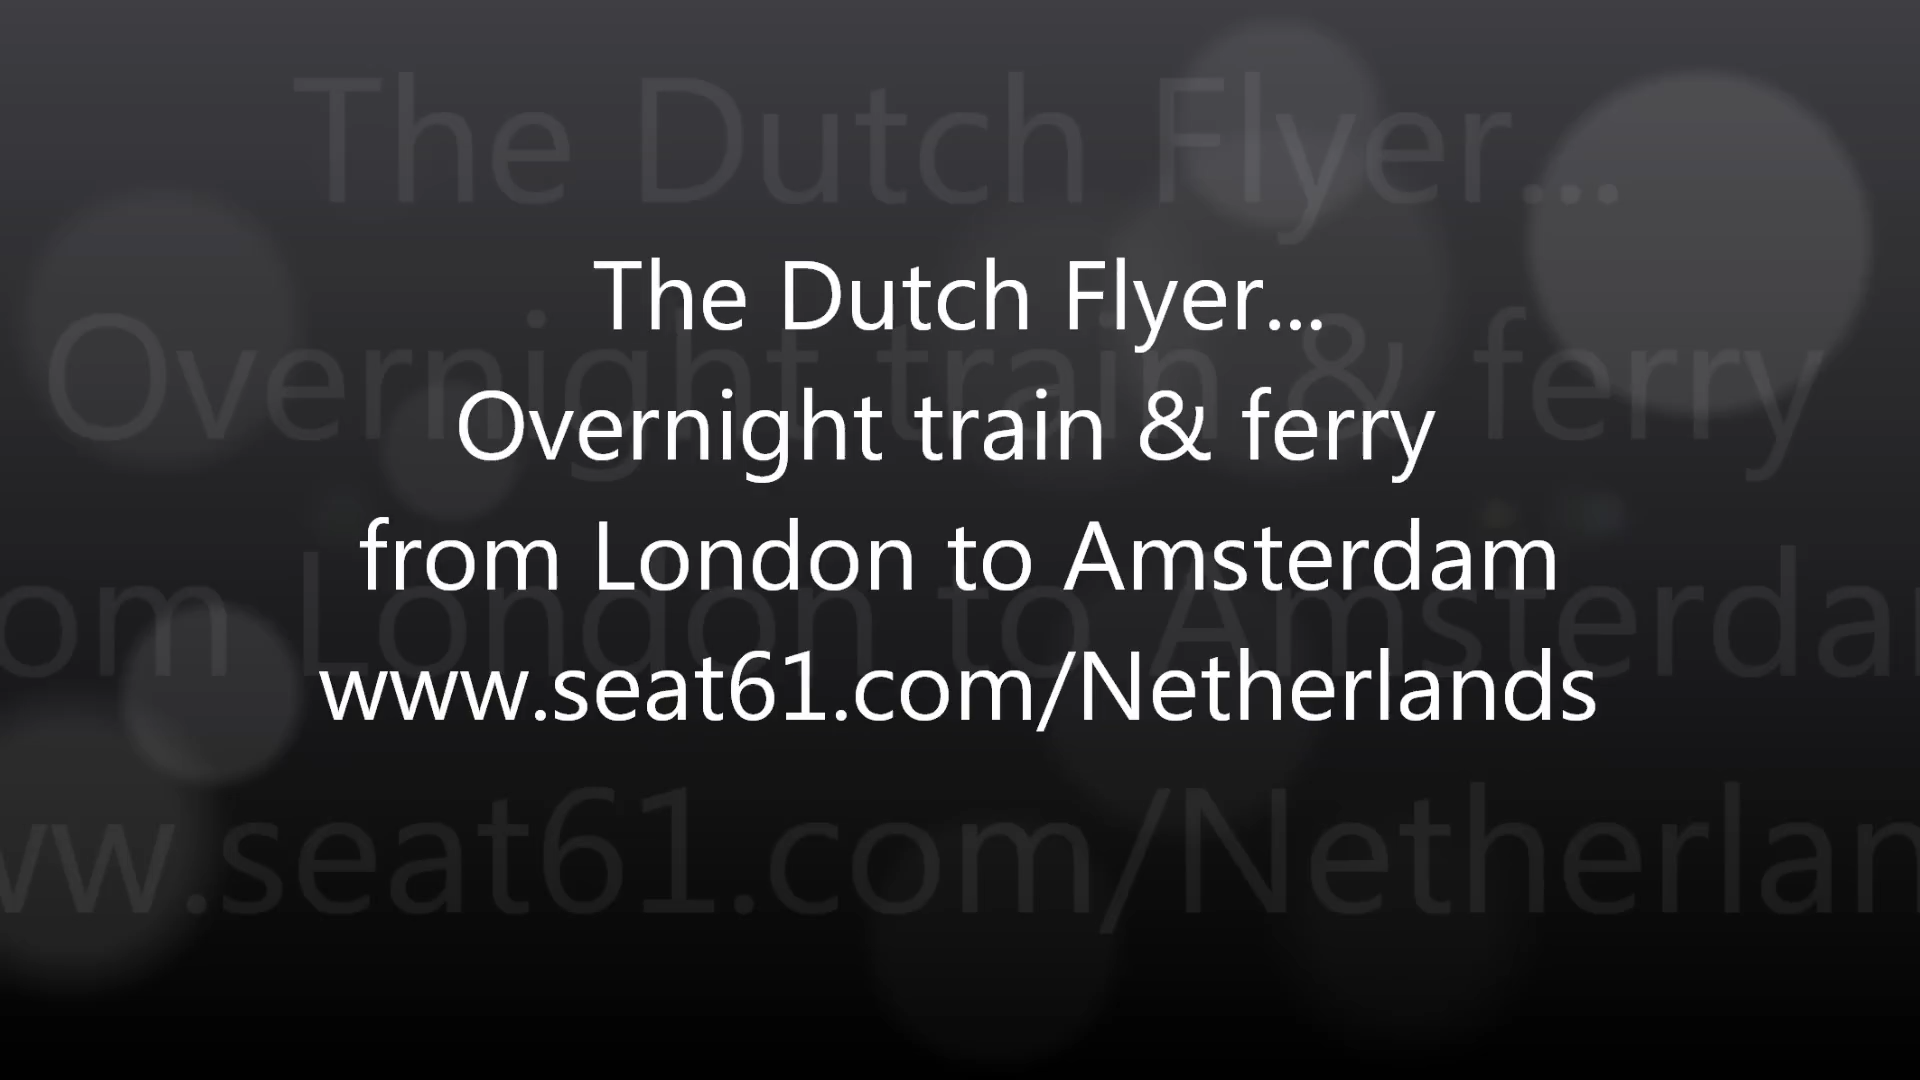 The Dutch Flyer...
Overnight train & ferry
from London to Amsterdam
www.seat61.com/Netherlands